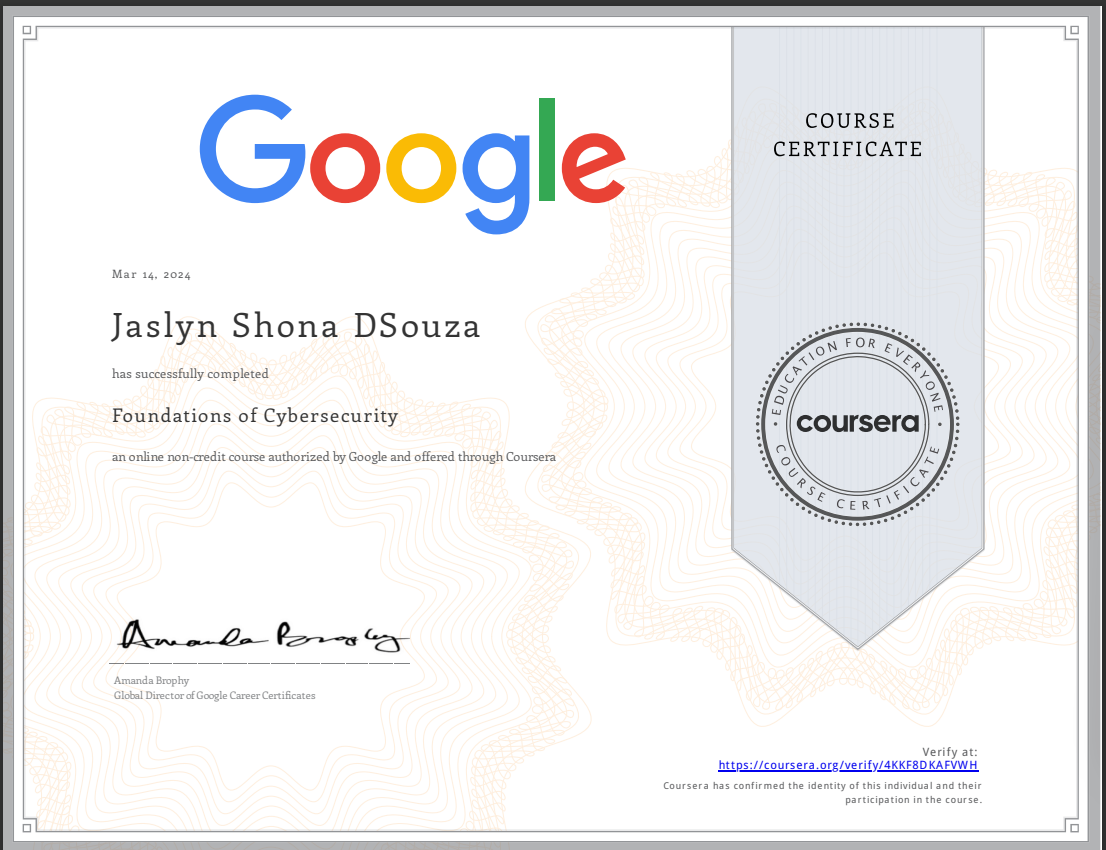 Google
COURSE
CERTIFICATE
Mar 14, 2024
Jaslyn Shona DSouza
has successfully completed
Foundations of Cybersecurity
an online non-credit course authorized by Google and offered through Coursera
EDUCATION FOR EVERYONE
coursera
COURSE CERTIFICATE
Amanda Brophy
Amanda Brophy
Global Director of Google Career Certificates
Verify at:
https://coursera.org/verify/4KKF8DKAFVWH
Coursera has confirmed the identity of this individual and their
participation in the course.